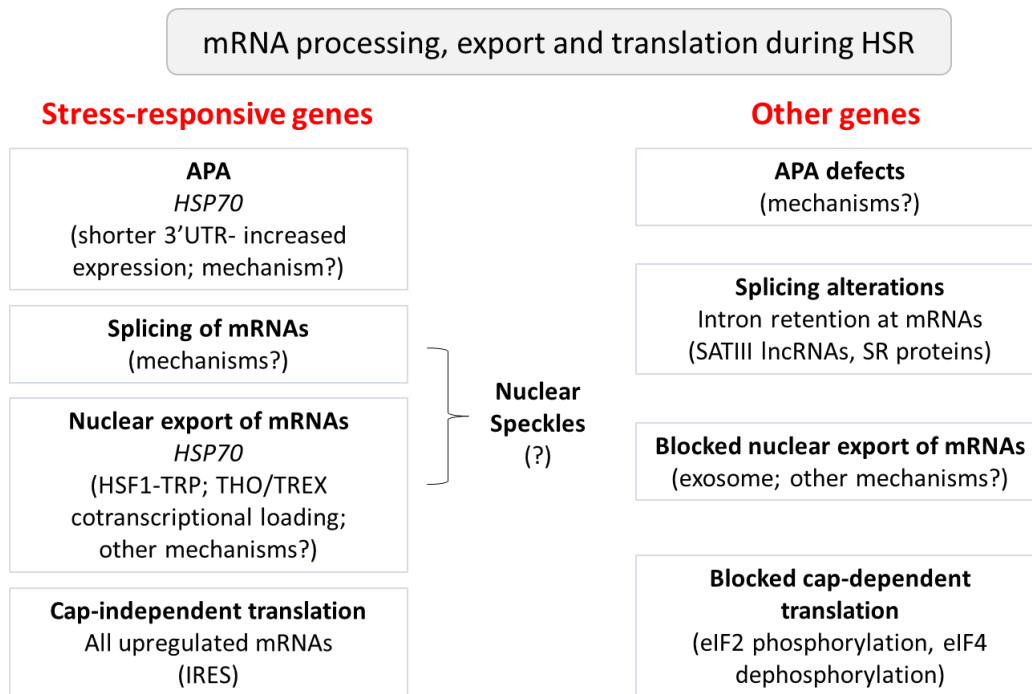 mRNA processing, export and translation during HSR
Stress-responsive genes
APA
HSP70
(shorter 3’UTR- increased
expression; mechanism?)
Splicing of mRNAs
(mechanisms?)
Nuclear export of mRNAs
HSP70
(HSF1-TRP; THO/TREX
cotranscriptional loading;
other mechanisms?)
Cap-independent translation
All upregulated mRNAs
(IRES)
Nuclear
Speckles
(?)
Other genes
APA defects
(mechanisms?)
Splicing alterations
Intron retention at mRNAs
(SATIII lncRNAs, SR proteins)
Blocked nuclear export of mRNAs
(exosome; other mechanisms?)
Blocked cap-dependent
translation
(eIF2 phosphorylation, eIF4
dephosphorylation)